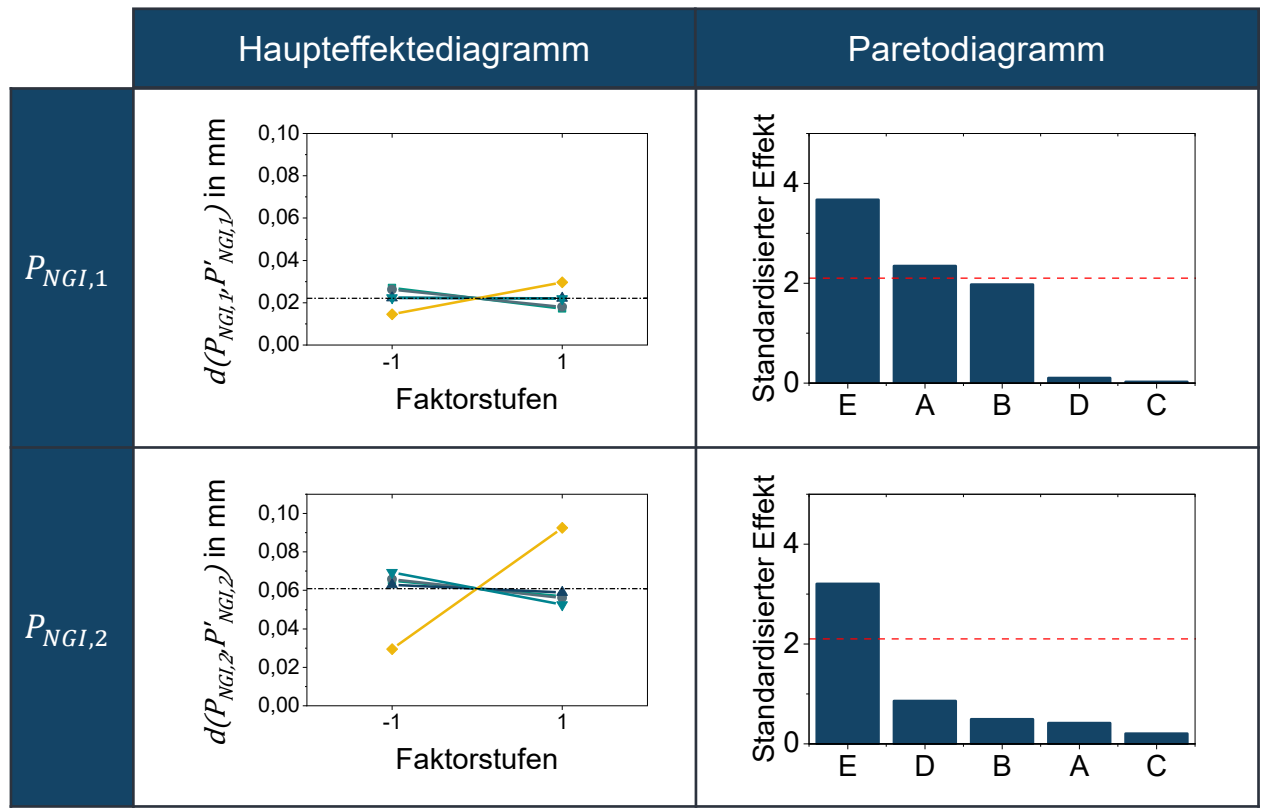 Haupteffektediagramm
Paretodiagramm
P_NGI,1
0,10
0,08
0,06
0,04
0,02
0,00
-1
1
d(P_NGI,1,P'_NGI,1) in mm
Faktorstufen
4
2
0
Standardisierter Effekt
E A B D C
P_NGI,2
0,10
0,08
0,06
0,04
0,02
0,00
-1
1
d(P_NGI,2,P'_NGI,2) in mm
Faktorstufen
4
2
0
Standardisierter Effekt
E D B A C